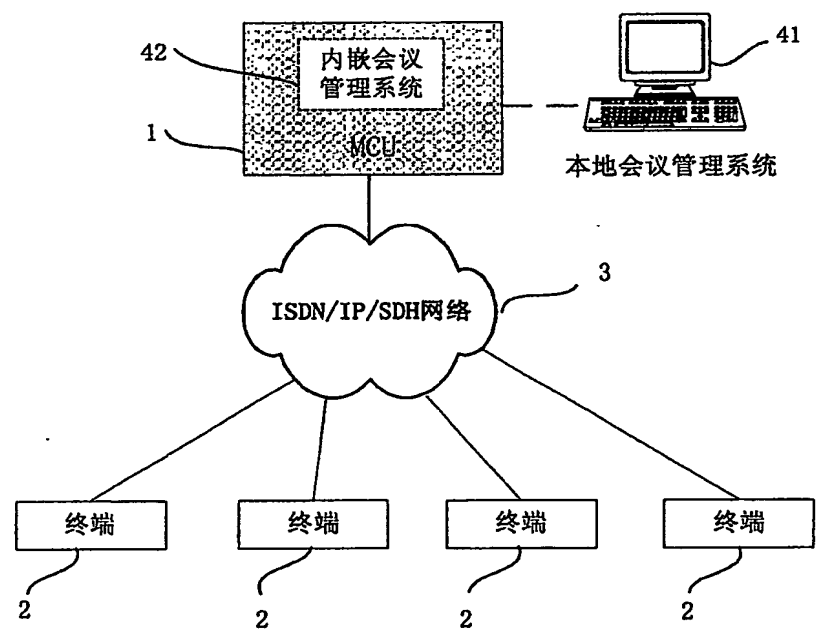 42
内嵌会议
管理系统
41
1
MCU
本地会议管理系统
3
ISDN/IP/SDH网络
终端
终端
终端
终端
2
2
2
2